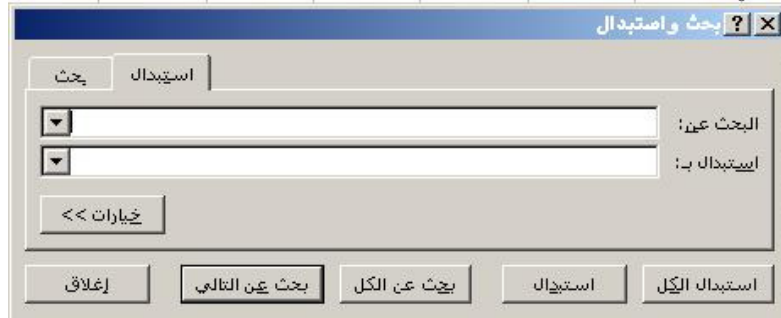 بحث واستبدال
استبدال
بحث
البحث عن:
استبدال بـ:
خيارات >>
استبدال الكل
استبدال
بحث عن الكل
بحث عن التالي
إغلاق